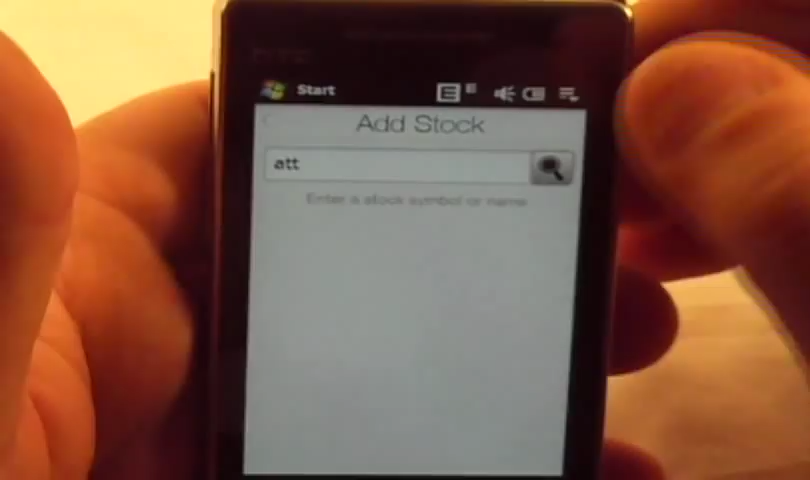 Start
Add Stock
att
Enter a stock symbol or name